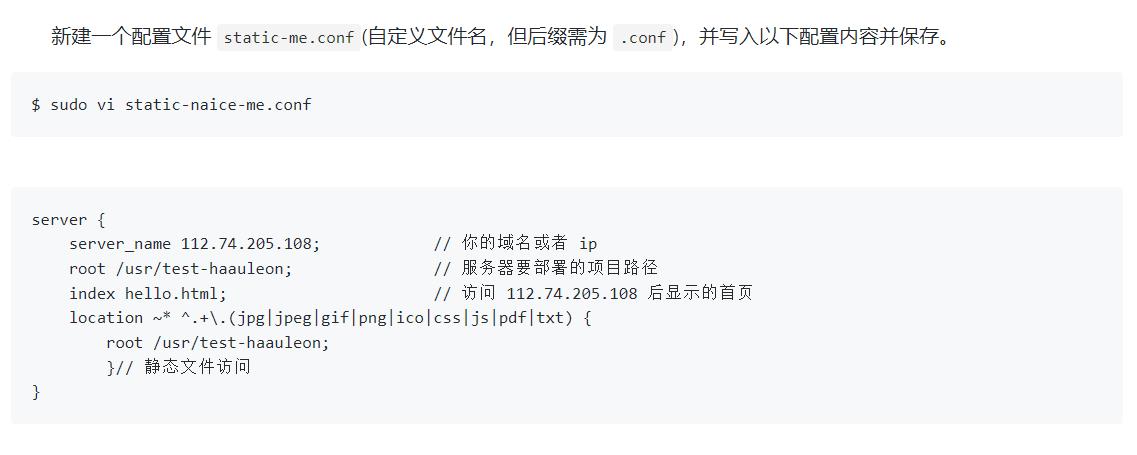 新建一个配置文件 static-me.conf (自定义文件名，但后缀需为 .conf )，并写入以下配置内容并保存。
$ sudo vi static-naice-me.conf
server {
    server_name 112.74.205.108;            // 你的域名或者 ip
    root /usr/test-haauleon;               // 服务器要部署的项目路径
    index hello.html;                      // 访问 112.74.205.108 后显示的首页
    location ~* ^.+\.(jpg|jpeg|gif|png|ico|css|js|pdf|txt) {
        root /usr/test-haauleon;
        }// 静态文件访问
}